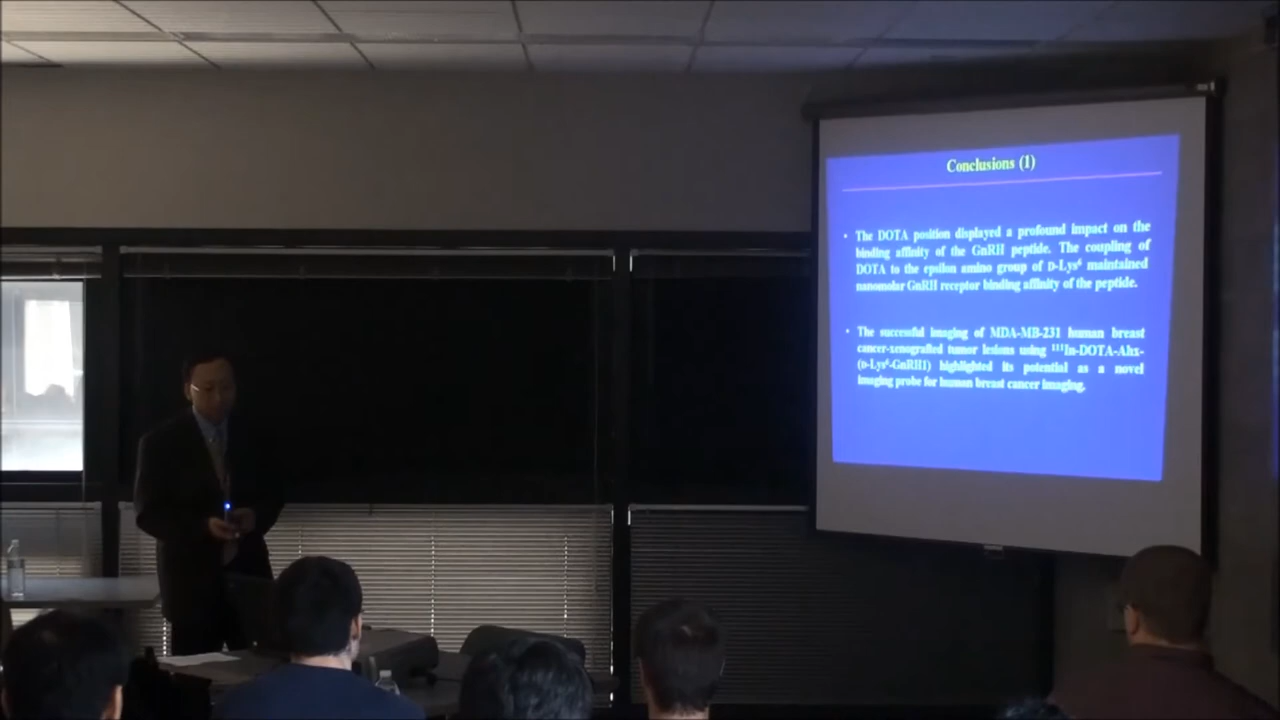 Conclusions (1)
• The DOTA position displayed a profound impact on the
binding affinity of the GnRH peptide. The coupling of
DOTA to the epsilon amino group of D-Lys⁶ maintained
nanomolar GnRH receptor binding affinity of the peptide.
• The successful imaging of MDA-MB-231 human breast
cancer-xenografted tumor lesions using ¹¹¹In-DOTA-Ahx-
(D-Lys⁶-GnRH1) highlighted its potential as a novel
imaging probe for human breast cancer imaging.